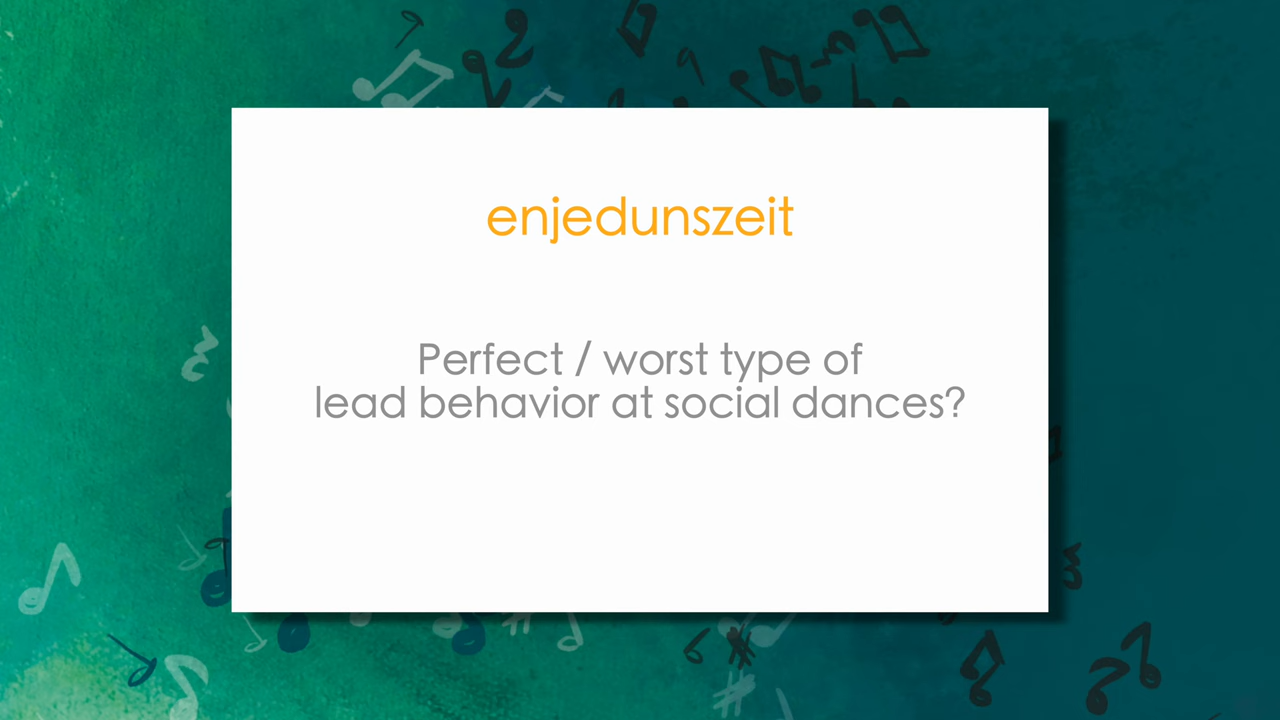 enjedunszeit
Perfect / worst type of
lead behavior at social dances?